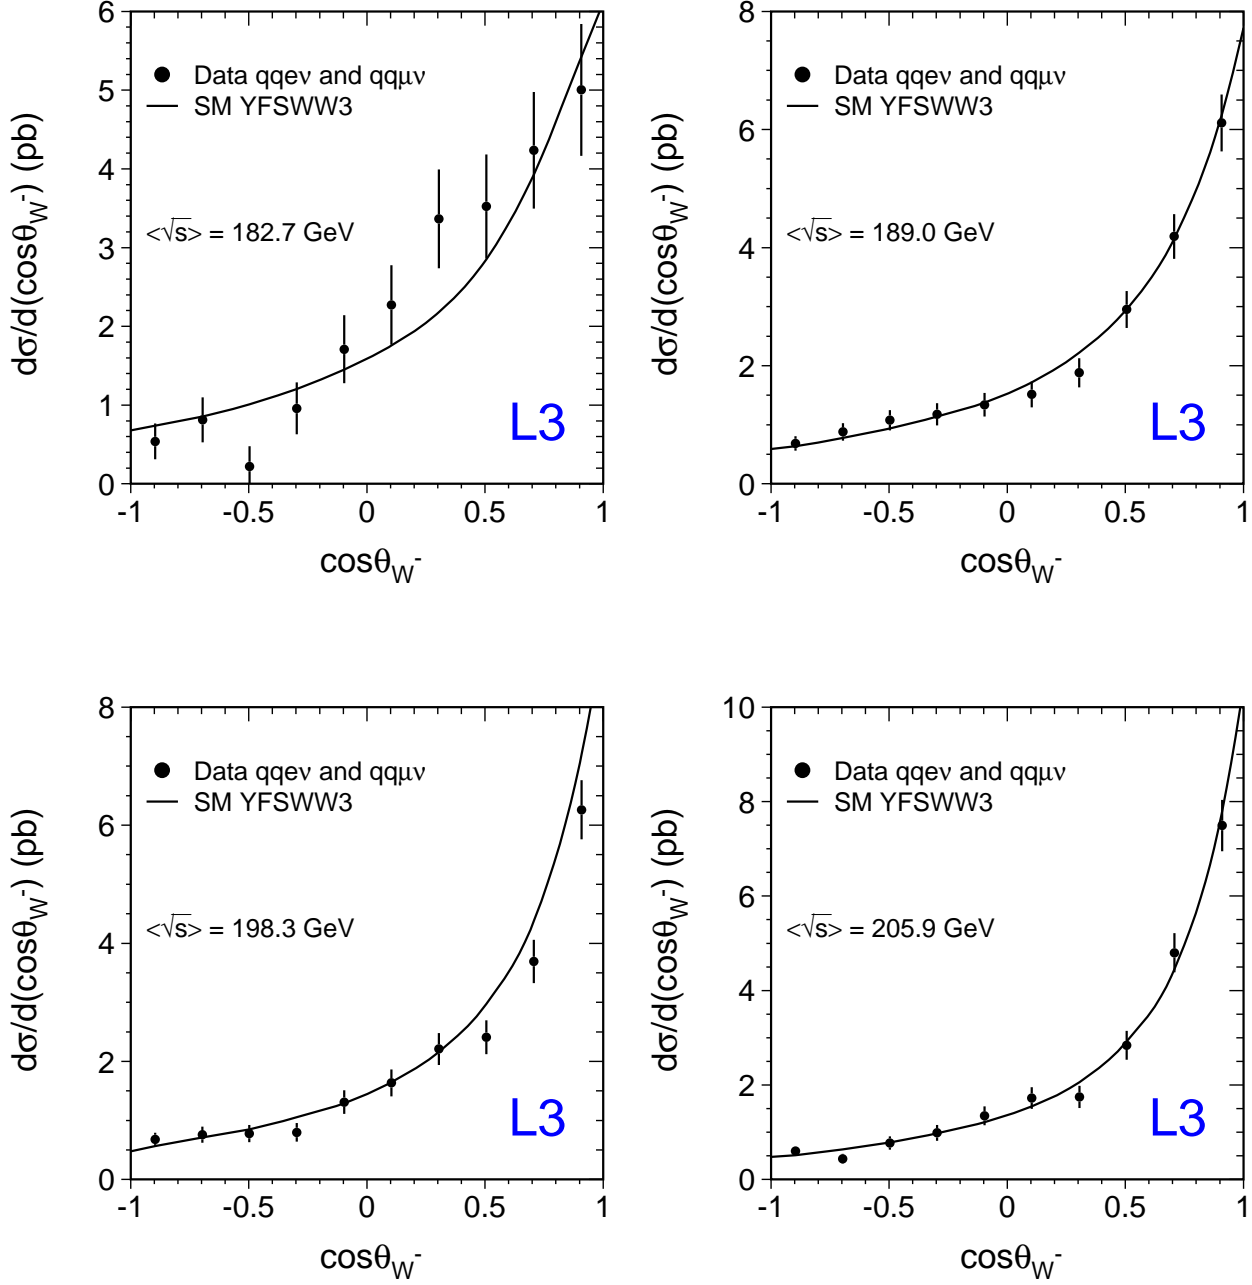 6
5
4
3
2
1
0
dσ/d(cosθW-) (pb)
Data qqeν and qqμν
SM YFSWW3
<√s> = 182.7 GeV
L3
-1 -0.5 0 0.5 1
cosθW-
8
6
4
2
0
dσ/d(cosθW-) (pb)
Data qqeν and qqμν
SM YFSWW3
<√s> = 189.0 GeV
L3
-1 -0.5 0 0.5 1
cosθW-
8
6
4
2
0
dσ/d(cosθW-) (pb)
Data qqeν and qqμν
SM YFSWW3
<√s> = 198.3 GeV
L3
-1 -0.5 0 0.5 1
cosθW-
10
8
6
4
2
0
dσ/d(cosθW-) (pb)
Data qqeν and qqμν
SM YFSWW3
<√s> = 205.9 GeV
L3
-1 -0.5 0 0.5 1
cosθW-